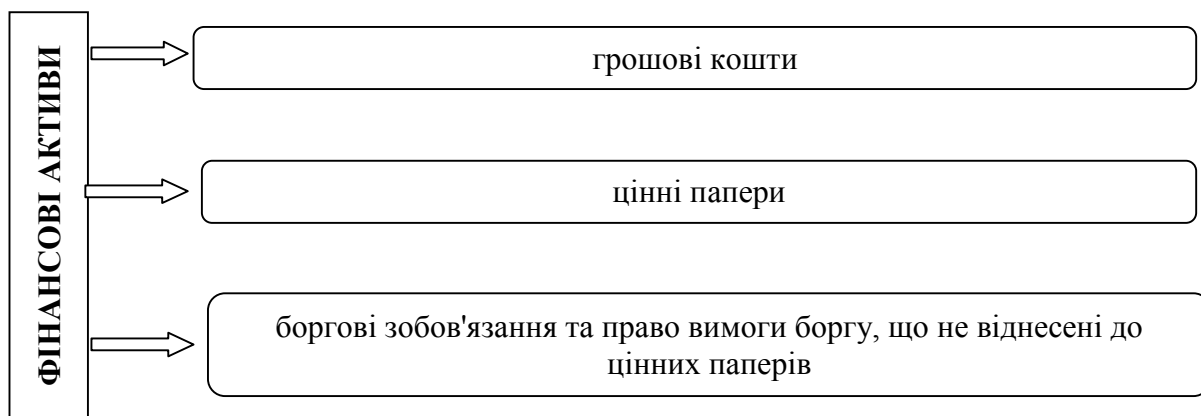 ФІНАНСОВІ АКТИВИ
грошові кошти
цінні папери
боргові зобов'язання та право вимоги боргу, що не віднесені до
цінних паперів